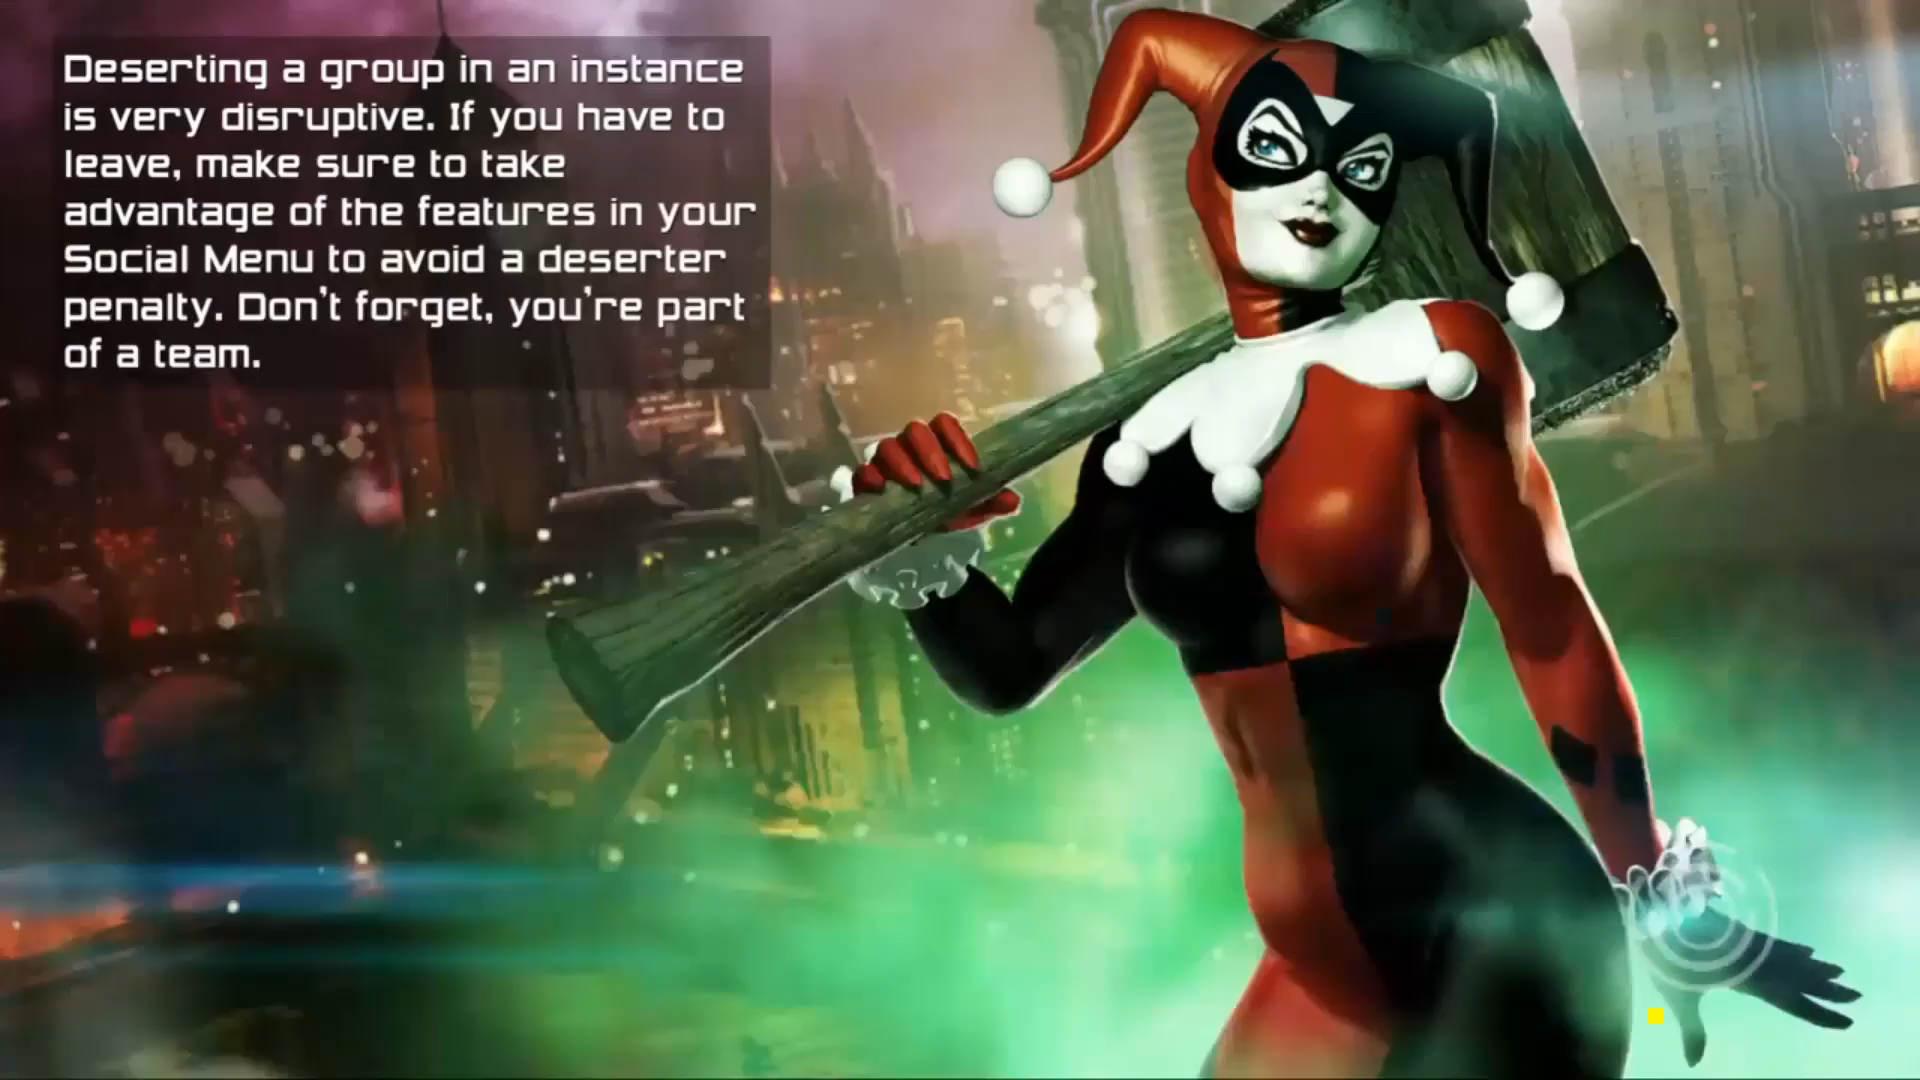 Deserting a group in an instance
is very disruptive. If you have to
leave, make sure to take
advantage of the features in your
Social Menu to avoid a deserter
penalty. Don't forget, you're part
of a team.